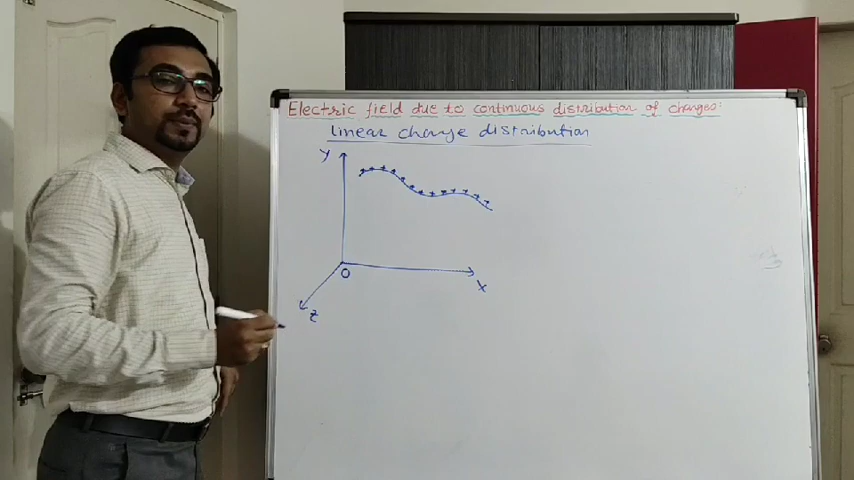 Electric field due to continuous distribution of charges:
linear charge distribution
Y
O
X
Z